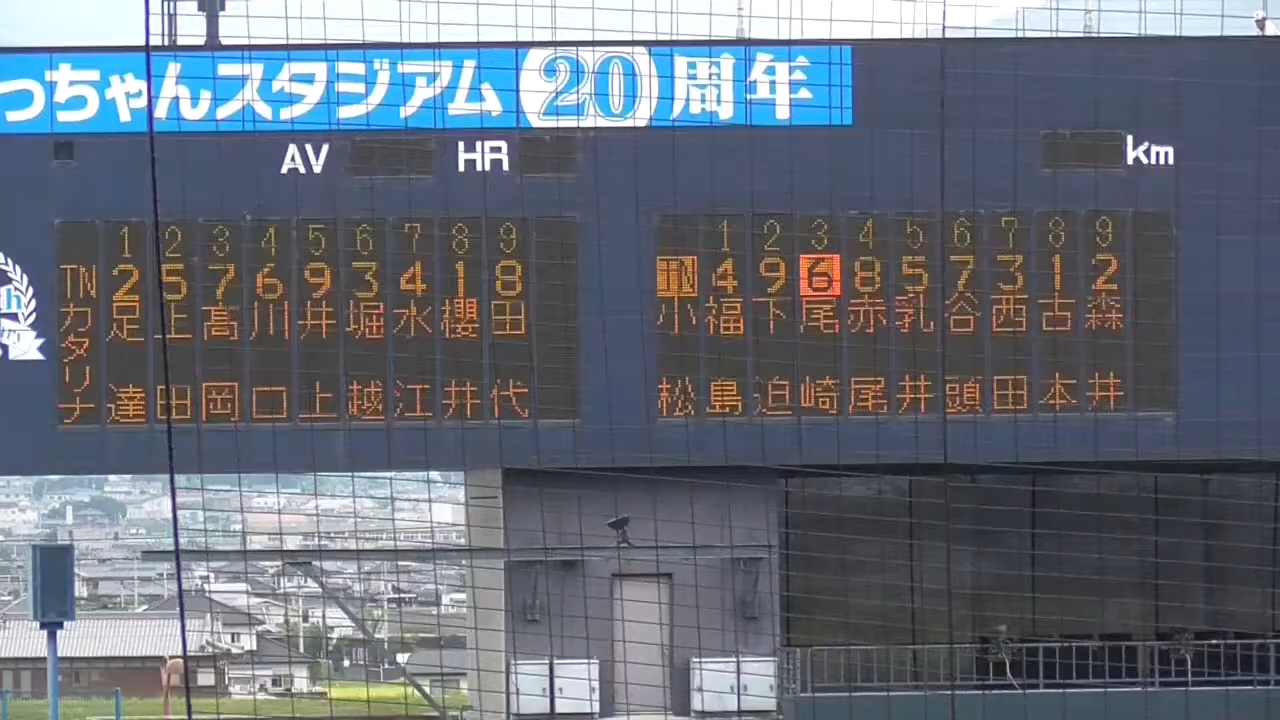 っちゃんスタジアム 20 周年
AV HR km
1 2 3 4 5 6 7 8 9
TN 2 5 7 6 9 3 4 1 8
カタリナ 足達 上田 高岡 川口 井上 堀越 水江 櫻井 田代
1 2 3 4 5 6 7 8 9
TN 4 9 6 8 5 7 3 1 2
小松 福島 下迫 尾崎 赤尾 乳井 谷頭 西田 古本 森井
th